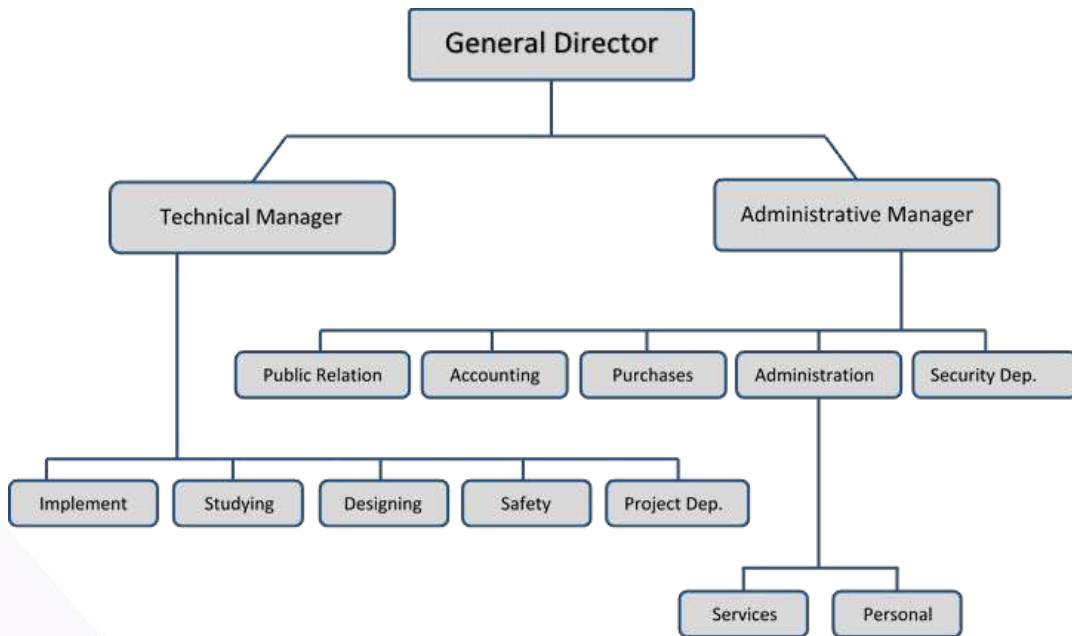 General Director
Technical Manager
Administrative Manager
Public Relation
Accounting
Purchases
Administration
Security Dep.
Implement
Studying
Designing
Safety
Project Dep.
Services
Personal